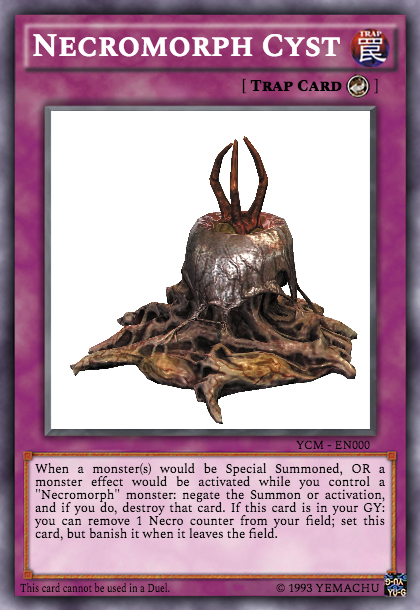 NECROMORPH CYST
TRAP
罠
[ TRAP CARD ]
YCM - EN000
When a monster(s) would be Special Summoned, OR a
monster effect would be activated while you control a
"Necromorph" monster: negate the Summon or activation,
and if you do, destroy that card. If this card is in your GY:
you can remove 1 Necro counter from your field; set this
card, but banish it when it leaves the field.
This card cannot be used in a Duel.
© 1993 YEMACHU